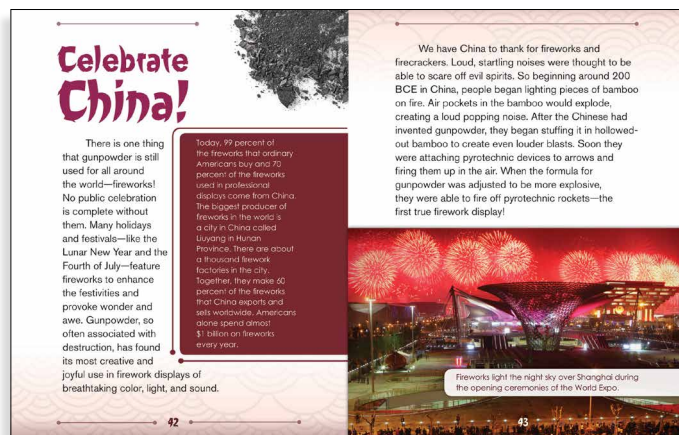 Celebrate
China!
There is one thing
that gunpowder is still
used for all around
the world—fireworks!
No public celebration
is complete without
them. Many holidays
and festivals—like the
Lunar New Year and the
Fourth of July—feature
fireworks to enhance
the festivities and
provoke wonder and
awe. Gunpowder, so
often associated with
destruction, has found
its most creative and
joyful use in firework displays of
breathtaking color, light, and sound.
Today, 99 percent of
the fireworks that ordinary
Americans buy and 70
percent of the fireworks
used in professional
displays come from China.
The biggest producer of
fireworks in the world is
a city in China called
Liuyang in Hunan
Province. There are about
a thousand firework
factories in the city.
Together, they make 60
percent of the fireworks
that China exports and
sells worldwide. Americans
alone spend almost
$1 billion on fireworks
every year.
42
We have China to thank for fireworks and
firecrackers. Loud, startling noises were thought to be
able to scare off evil spirits. So beginning around 200
BCE in China, people began lighting pieces of bamboo
on fire. Air pockets in the bamboo would explode,
creating a loud popping noise. After the Chinese had
invented gunpowder, they began stuffing it in hollowed-
out bamboo to create even louder blasts. Soon they
were attaching pyrotechnic devices to arrows and
firing them up in the air. When the formula for
gunpowder was adjusted to be more explosive,
they were able to fire off pyrotechnic rockets—the
first true firework display!
Fireworks light the night sky over Shanghai during
the opening ceremonies of the World Expo.
43